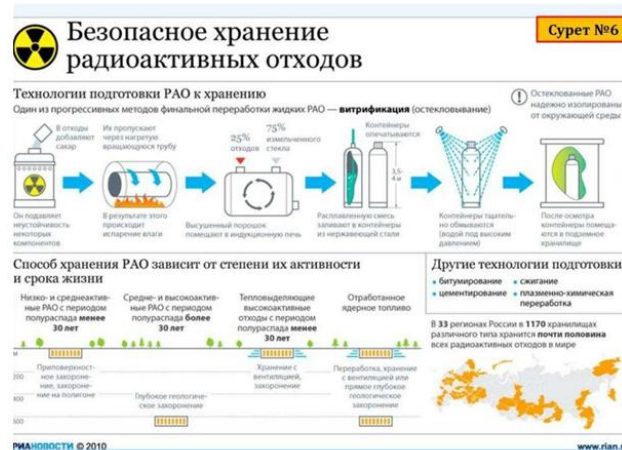 Безопасное хранение
радиоактивных отходов
Сурет №6
Технологии подготовки РАО к хранению
Один из прогрессивных методов финальной переработки жидких РАО — витрификация (остекловывание)
Остеклованные РАО
надежно изолированы
от окружающей среды
В отходы
добавляют
сахар
Он подавляет
неустойчивость
некоторых
компонентов
Их пропускают
через нагретую
вращающуюся трубу
В результате этого
происходит
испарение влаги
25%
отходов
75%
измельченного
стекла
Высушенный порошок
помещают в индукционную печь
Контейнеры
опечатываются
3,5-
4 м
Расплавленную смесь
заливают в контейнеры
из нержавеющей стали
Контейнеры тщатель-
но обмываются
(водой под высоким
давлением)
После осмотра
контейнеры помеща-
ются в подземное
хранилище
Способ хранения РАО зависит от степени их активности
и срока жизни
Низко- и среднеактив-
ные РАО с периодом
полураспада менее
30 лет
Средне- и высокоактив-
ные РАО с периодом
полураспада более
30 лет
Тепловыделяющие
высокоактивные
отходы с периодом
полураспада менее
30 лет
Отработанное
ядерное топливо
м
200
400
600
Приповерхност-
ное захороне-
ние, захороне-
ние на полигоне
Глубокое геологиче-
ское захоронение
Хранение с
вентиляцией,
захоронение
Переработка, хранение
с вентиляцией или
прямое глубокое
геологическое
захоронение
Другие технологии подготовки
• битумирование
• цементирование
• сжигание
• плазменно-химическая
переработка
В 33 регионах России в 1170 хранилищах
различного типа хранится почти половина
всех радиоактивных отходов в мире
РИАНОВОСТИ © 2010
www.rian.